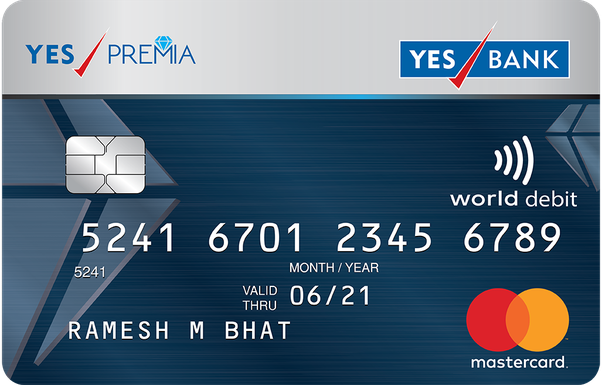 YES PREMIA
YES BANK
world debit
5241 6701 2345 6789
5241
MONTH / YEAR
VALID THRU 06/21
RAMESH M BHAT
mastercard.